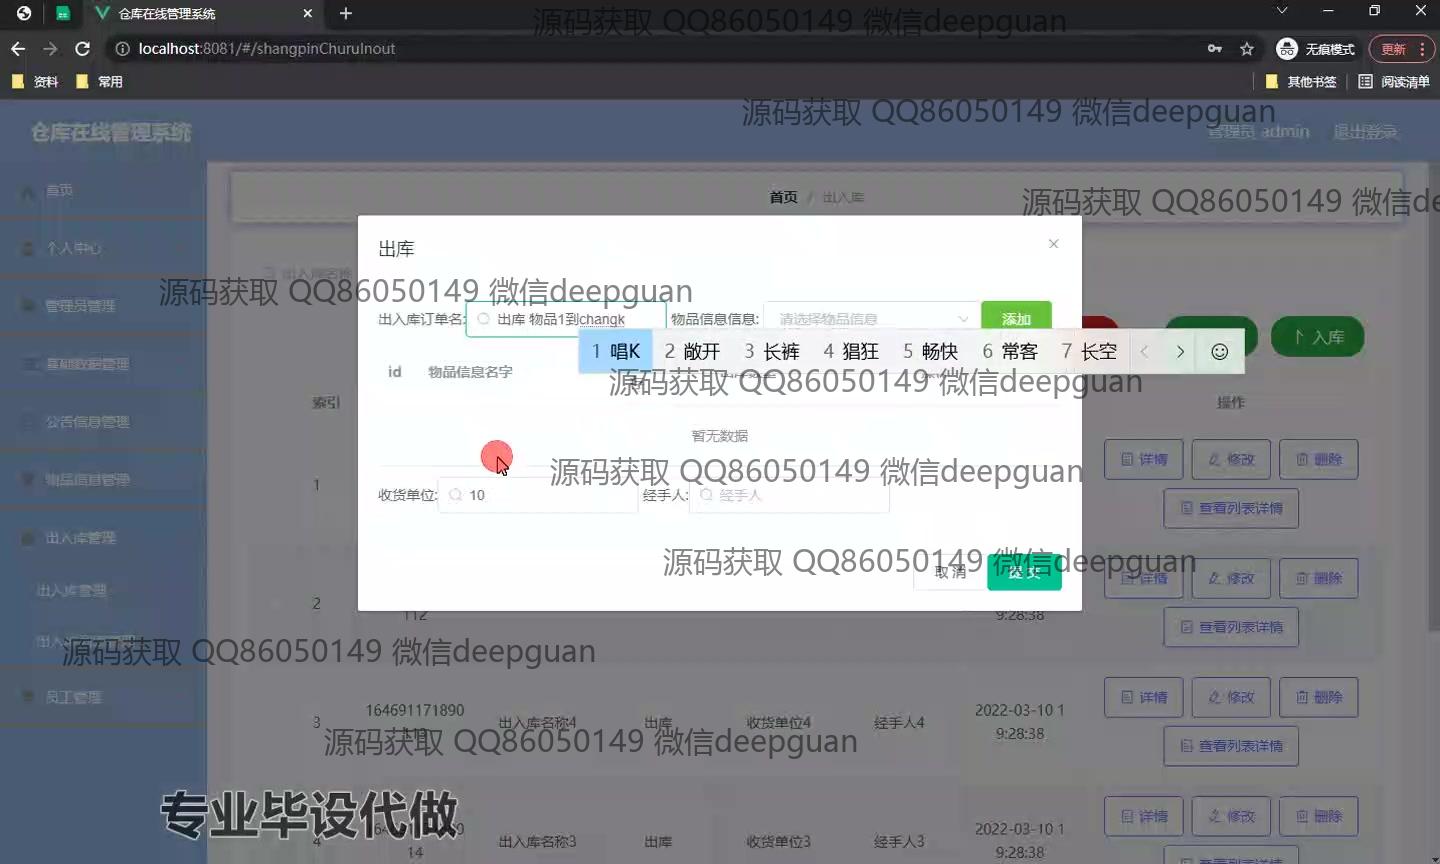 仓库在线管理系统
源码获取 QQ86050149 微信deepguan
localhost:8081/#/shangpinChuruInout
无痕模式
更新
资料
常用
其他书签
阅读清单
源码获取 QQ86050149 微信deepguan
仓库在线管理系统
管理员 admin
退出登录
首页
首页 / 出入库
源码获取 QQ86050149 微信de
个人中心
出库
出入库名称
源码获取 QQ86050149 微信deepguan
管理员管理
出入库订单名:
出库 物品1到changk
物品信息信息:
请选择物品信息
添加
入库
1 唱K 2 敞开 3 长裤 4 猖狂 5 畅快 6 常客 7 长空
基础数据管理
id
物品信息名字
源码获取 QQ86050149 微信deepguan
索引
操作
公告信息管理
暂无数据
物品信息管理
1
源码获取 QQ86050149 微信deepguan
详情
修改
删除
收货单位:
10
经手人:
经手人
查看列表详情
出入库管理
源码获取 QQ86050149 微信deepguan
取消
提交
详情
修改
删除
出入库管理
2
112
9:28:38
查看列表详情
源码获取 QQ86050149 微信deepguan
员工管理
3
164691171890
出入库名称4
出库
收货单位4
经手人4
2022-03-10 1
9:28:38
详情
修改
删除
源码获取 QQ86050149 微信deepguan
查看列表详情
专业毕设代做
4
14
出入库名称3
出库
收货单位3
经手人3
2022-03-10 1
9:28:38
详情
修改
删除
查看列表详情